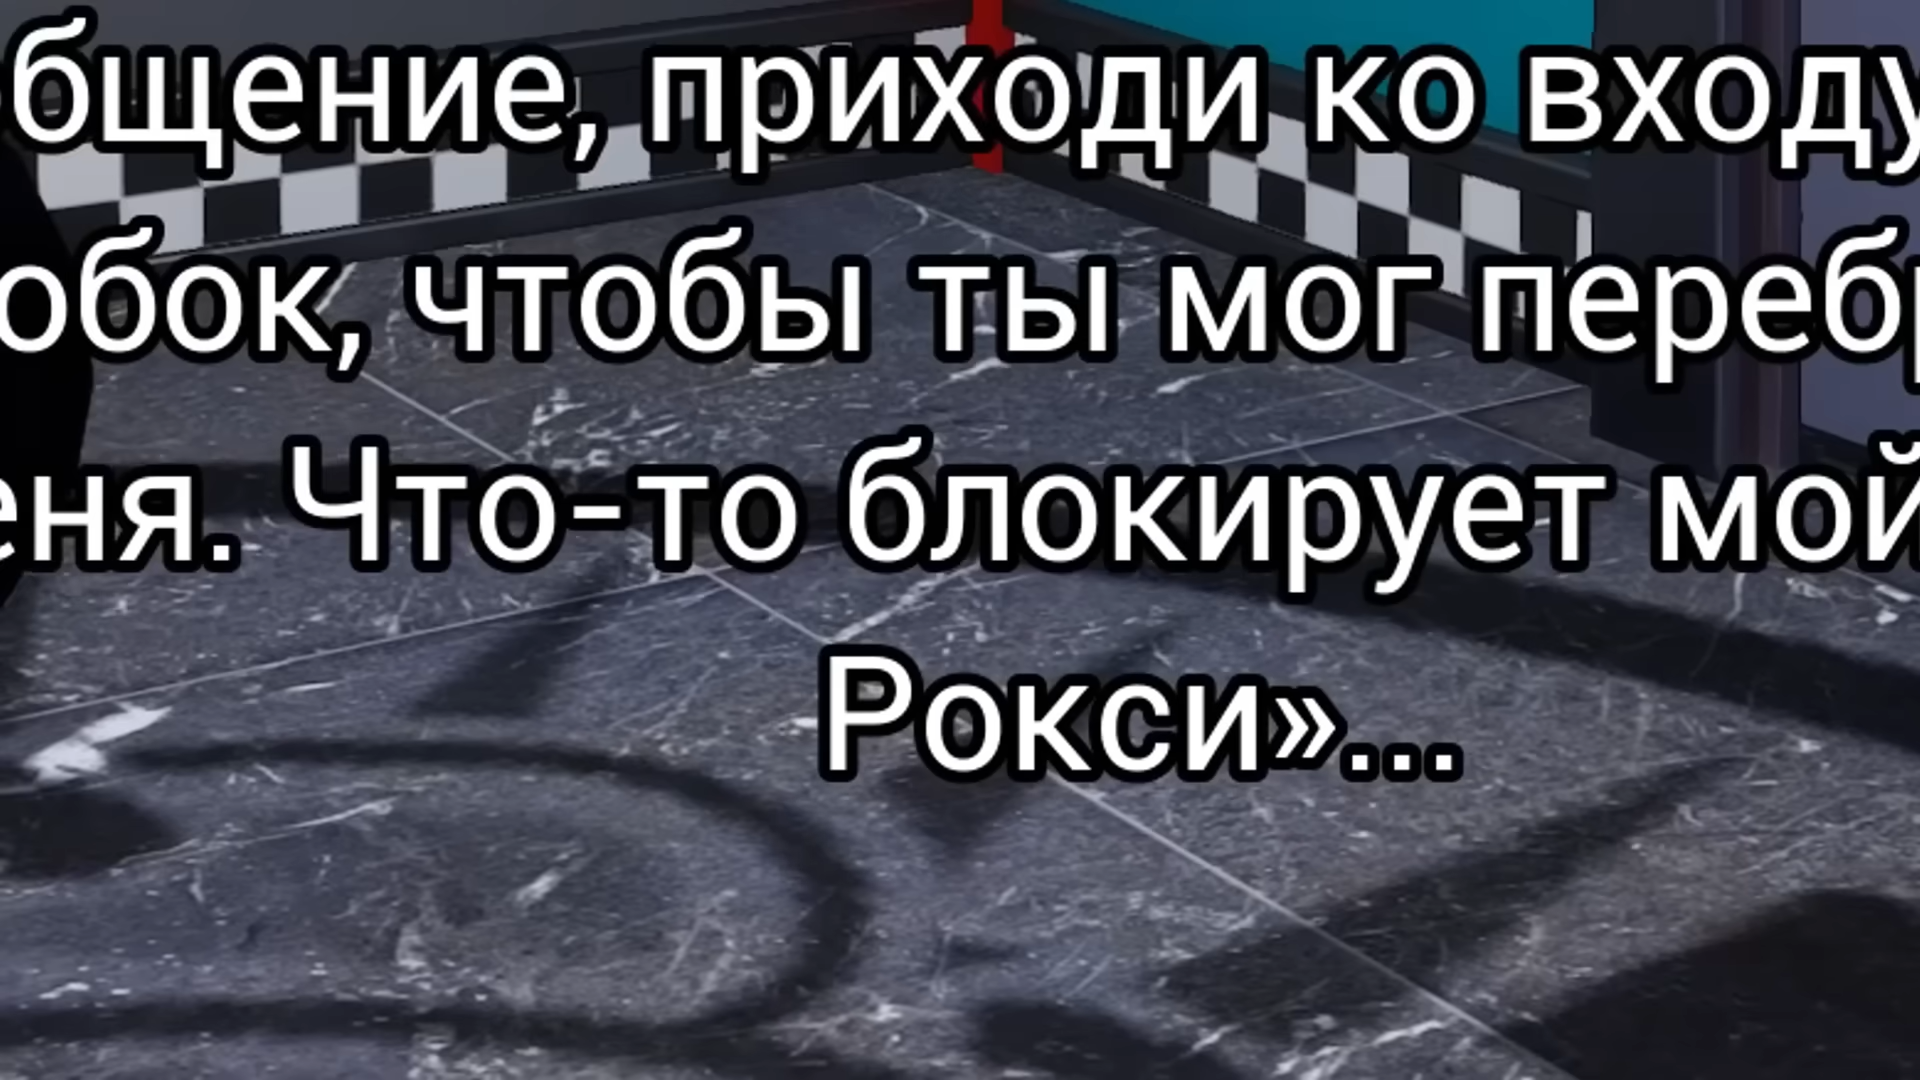 бщение, приходи ко входу
обок, чтобы ты мог переб
еня. Что-то блокирует мой
Рокси»...